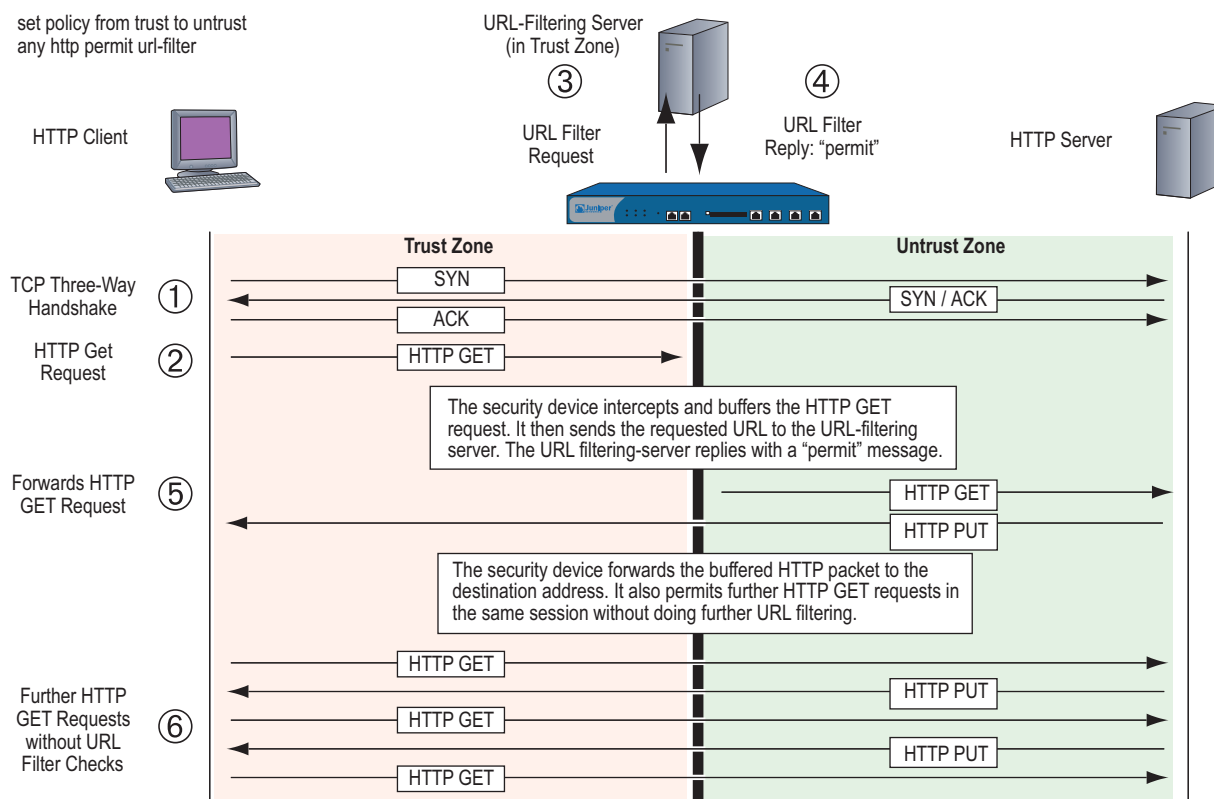 set policy from trust to untrust
any http permit url-filter
URL-Filtering Server
(in Trust Zone)
③
④
HTTP Client
URL Filter
Request
URL Filter
Reply: “permit”
HTTP Server
Juniper
Trust Zone
Untrust Zone
TCP Three-Way
Handshake
①
SYN
SYN / ACK
ACK
HTTP Get
Request
②
HTTP GET
The security device intercepts and buffers the HTTP GET
request. It then sends the requested URL to the URL-filtering
server. The URL filtering-server replies with a “permit” message.
Forwards HTTP
GET Request
⑤
HTTP GET
HTTP PUT
The security device forwards the buffered HTTP packet to the
destination address. It also permits further HTTP GET requests in
the same session without doing further URL filtering.
HTTP GET
HTTP PUT
Further HTTP
GET Requests
without URL
Filter Checks
⑥
HTTP GET
HTTP PUT
HTTP GET